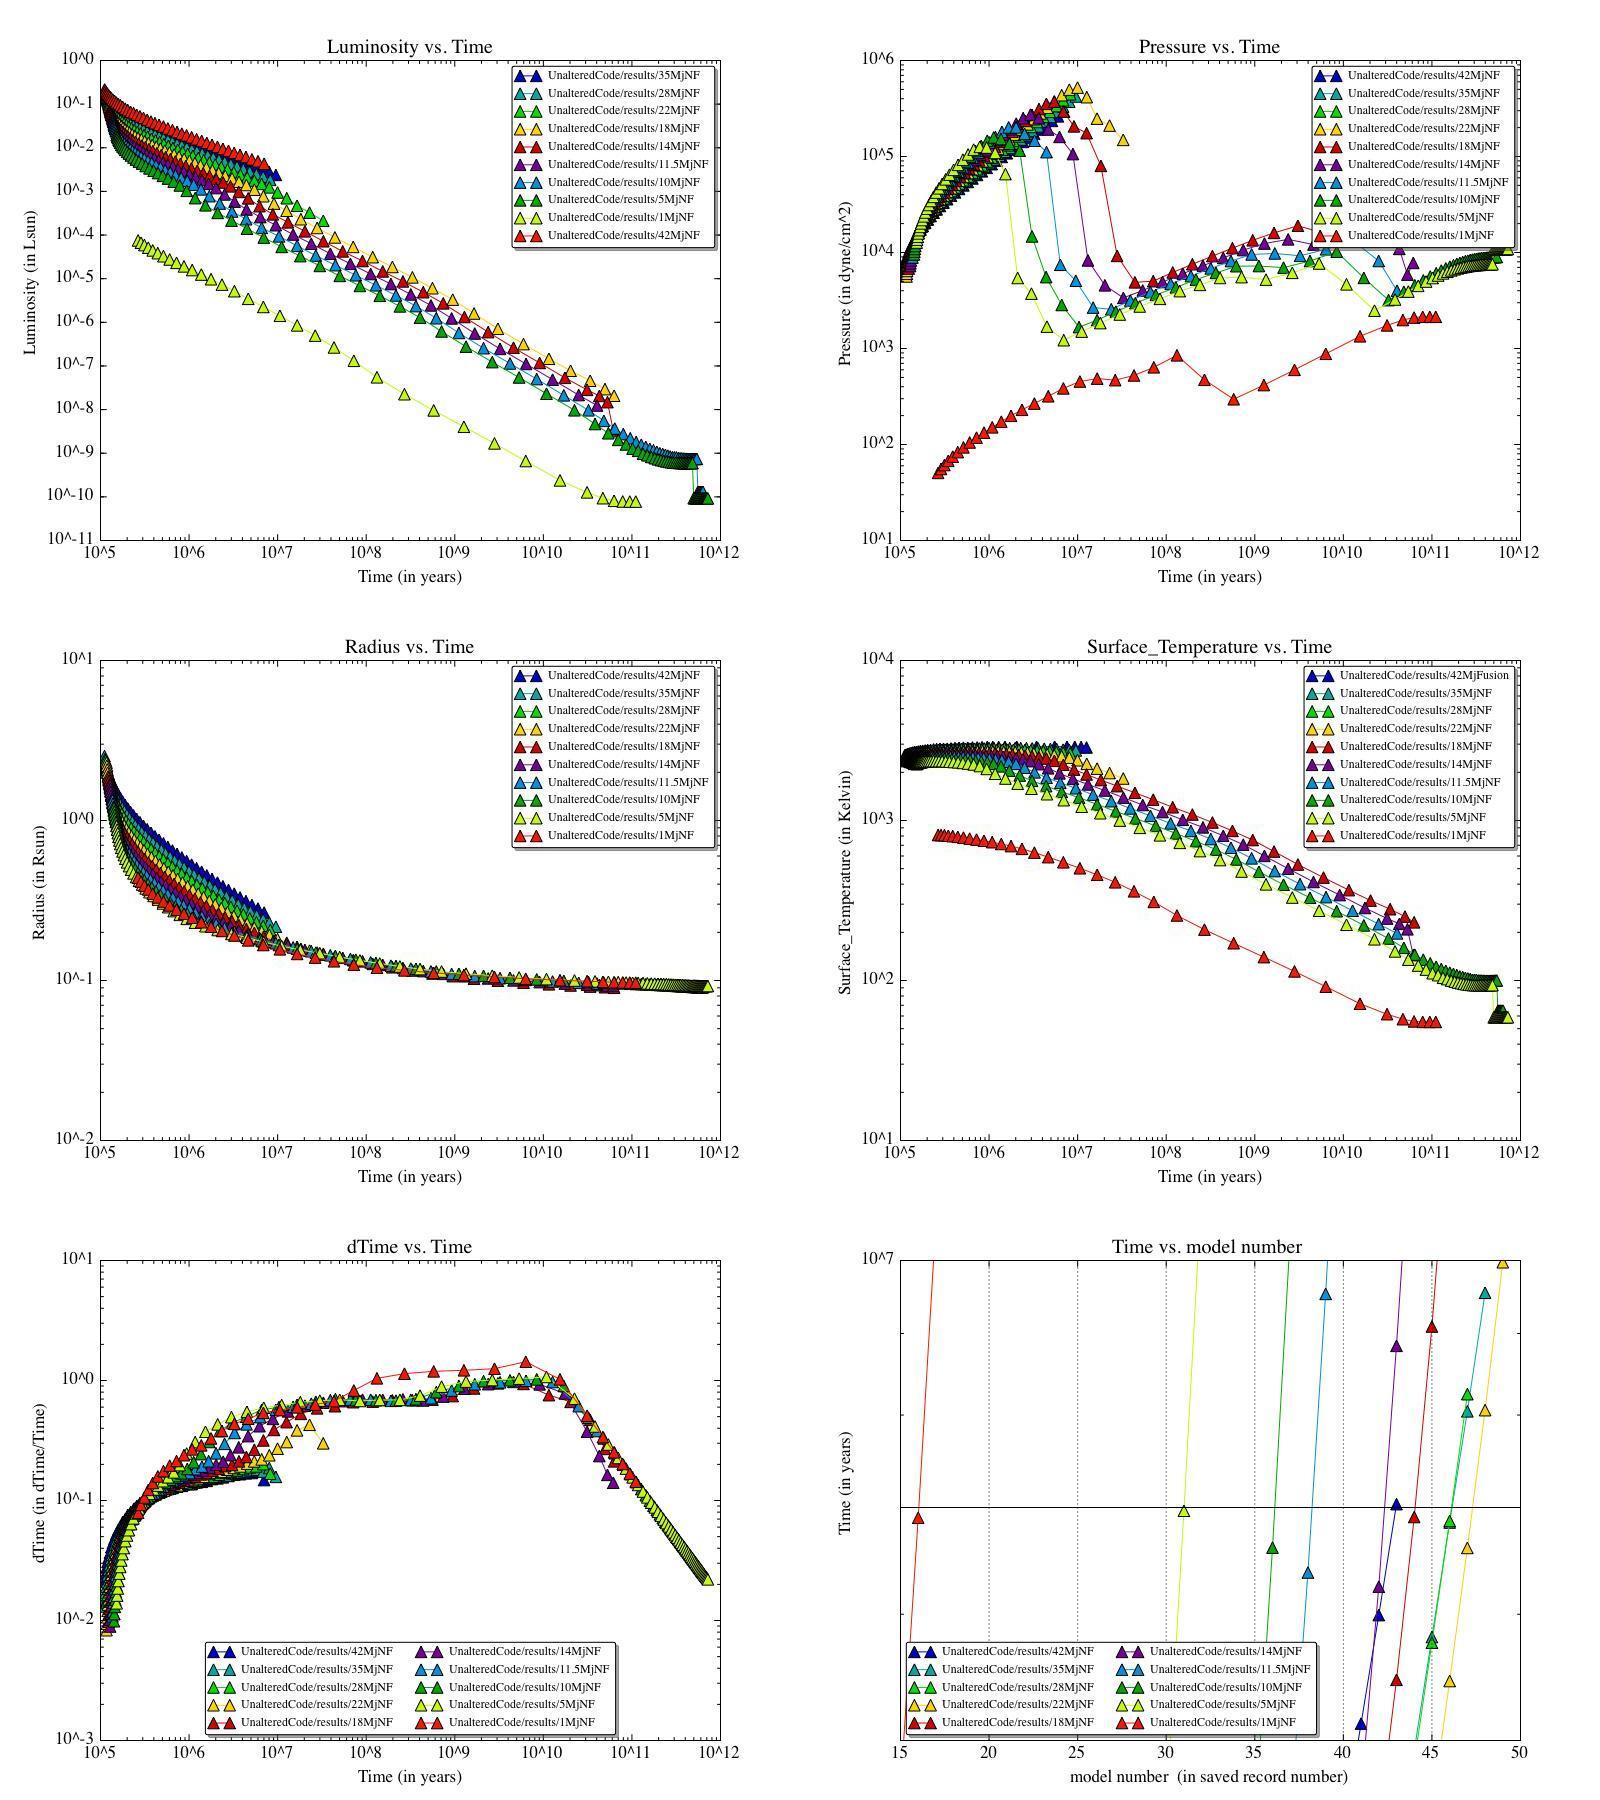 Luminosity vs. Time
10^0
10^-1
10^-2
10^-3
10^-4
10^-5
10^-6
10^-7
10^-8
10^-9
10^-10
10^-11
Luminosity (in Lsun)
UnalteredCode/results/35MjNF
UnalteredCode/results/28MjNF
UnalteredCode/results/22MjNF
UnalteredCode/results/18MjNF
UnalteredCode/results/14MjNF
UnalteredCode/results/11.5MjNF
UnalteredCode/results/10MjNF
UnalteredCode/results/5MjNF
UnalteredCode/results/1MjNF
UnalteredCode/results/42MjNF
10^5 10^6 10^7 10^8 10^9 10^10 10^11 10^12
Time (in years)
Pressure vs. Time
10^6
10^5
10^4
10^3
10^2
10^1
Pressure (in dyne/cm^2)
UnalteredCode/results/42MjNF
UnalteredCode/results/35MjNF
UnalteredCode/results/28MjNF
UnalteredCode/results/22MjNF
UnalteredCode/results/18MjNF
UnalteredCode/results/14MjNF
UnalteredCode/results/11.5MjNF
UnalteredCode/results/10MjNF
UnalteredCode/results/5MjNF
UnalteredCode/results/1MjNF
10^5 10^6 10^7 10^8 10^9 10^10 10^11 10^12
Time (in years)
Radius vs. Time
10^1
10^0
10^-1
10^-2
Radius (in Rsun)
UnalteredCode/results/42MjNF
UnalteredCode/results/35MjNF
UnalteredCode/results/28MjNF
UnalteredCode/results/22MjNF
UnalteredCode/results/18MjNF
UnalteredCode/results/14MjNF
UnalteredCode/results/11.5MjNF
UnalteredCode/results/10MjNF
UnalteredCode/results/5MjNF
UnalteredCode/results/1MjNF
10^5 10^6 10^7 10^8 10^9 10^10 10^11 10^12
Time (in years)
Surface_Temperature vs. Time
10^4
10^3
10^2
10^1
Surface_Temperature (in Kelvin)
UnalteredCode/results/42MjFusion
UnalteredCode/results/35MjNF
UnalteredCode/results/28MjNF
UnalteredCode/results/22MjNF
UnalteredCode/results/18MjNF
UnalteredCode/results/14MjNF
UnalteredCode/results/11.5MjNF
UnalteredCode/results/10MjNF
UnalteredCode/results/5MjNF
UnalteredCode/results/1MjNF
10^5 10^6 10^7 10^8 10^9 10^10 10^11 10^12
Time (in years)
dTime vs. Time
10^1
10^0
10^-1
10^-2
10^-3
dTime (in dTime/Time)
UnalteredCode/results/42MjNF UnalteredCode/results/14MjNF
UnalteredCode/results/35MjNF UnalteredCode/results/11.5MjNF
UnalteredCode/results/28MjNF UnalteredCode/results/10MjNF
UnalteredCode/results/22MjNF UnalteredCode/results/5MjNF
UnalteredCode/results/18MjNF UnalteredCode/results/1MjNF
10^5 10^6 10^7 10^8 10^9 10^10 10^11 10^12
Time (in years)
Time vs. model number
10^7
Time (in years)
UnalteredCode/results/42MjNF UnalteredCode/results/14MjNF
UnalteredCode/results/35MjNF UnalteredCode/results/11.5MjNF
UnalteredCode/results/28MjNF UnalteredCode/results/10MjNF
UnalteredCode/results/22MjNF UnalteredCode/results/5MjNF
UnalteredCode/results/18MjNF UnalteredCode/results/1MjNF
15 20 25 30 35 40 45 50
model number (in saved record number)